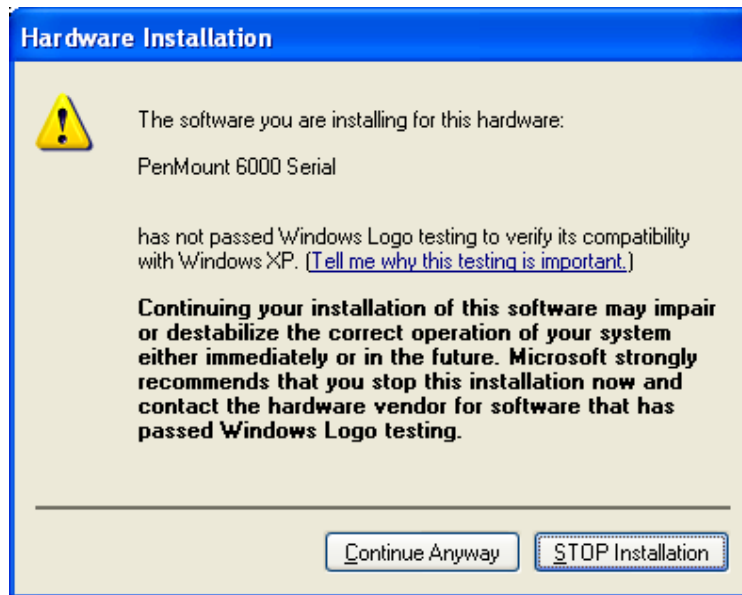 Hardware Installation
The software you are installing for this hardware:
PenMount 6000 Serial
has not passed Windows Logo testing to verify its compatibility
with Windows XP. (Tell me why this testing is important.)
Continuing your installation of this software may impair
or destabilize the correct operation of your system
either immediately or in the future. Microsoft strongly
recommends that you stop this installation now and
contact the hardware vendor for software that has
passed Windows Logo testing.
Continue Anyway
STOP Installation